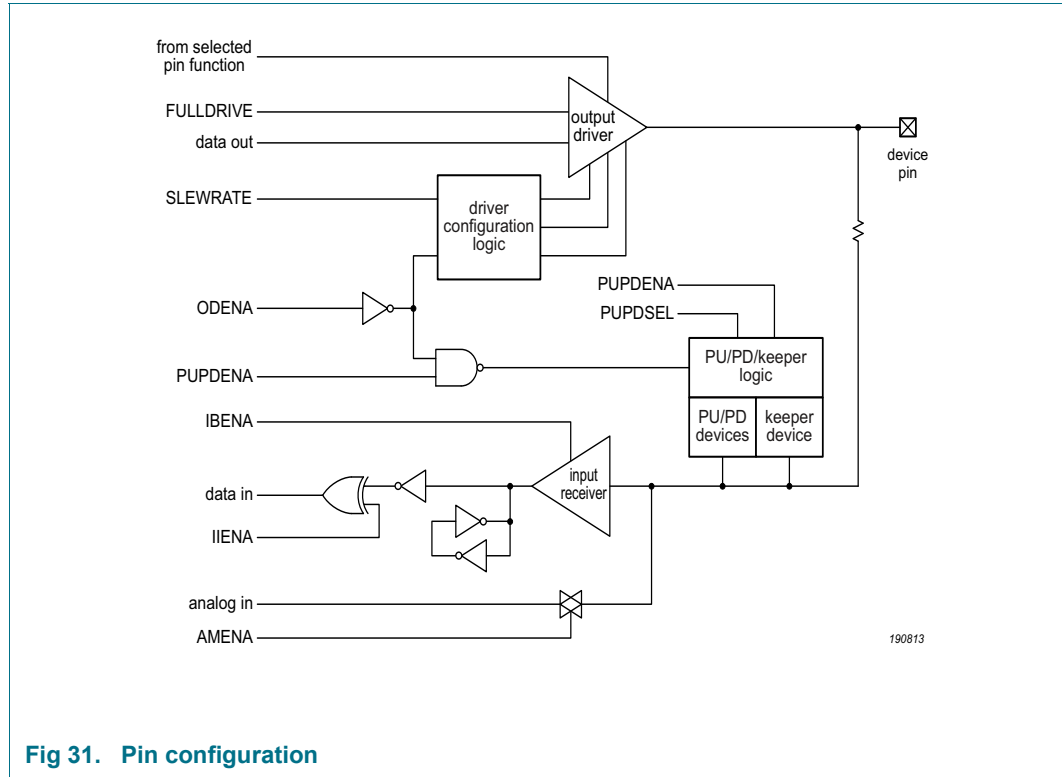 from selected
pin function
FULLDRIVE
data out
output
driver
device
pin
SLEWRATE
driver
configuration
logic
PUPDENA
PUPDSEL
ODENA
PU/PD/keeper
logic
PUPDENA
PU/PD
devices
keeper
device
IBENA
input
receiver
data in
IIENA
analog in
AMENA
190813
Fig 31. Pin configuration